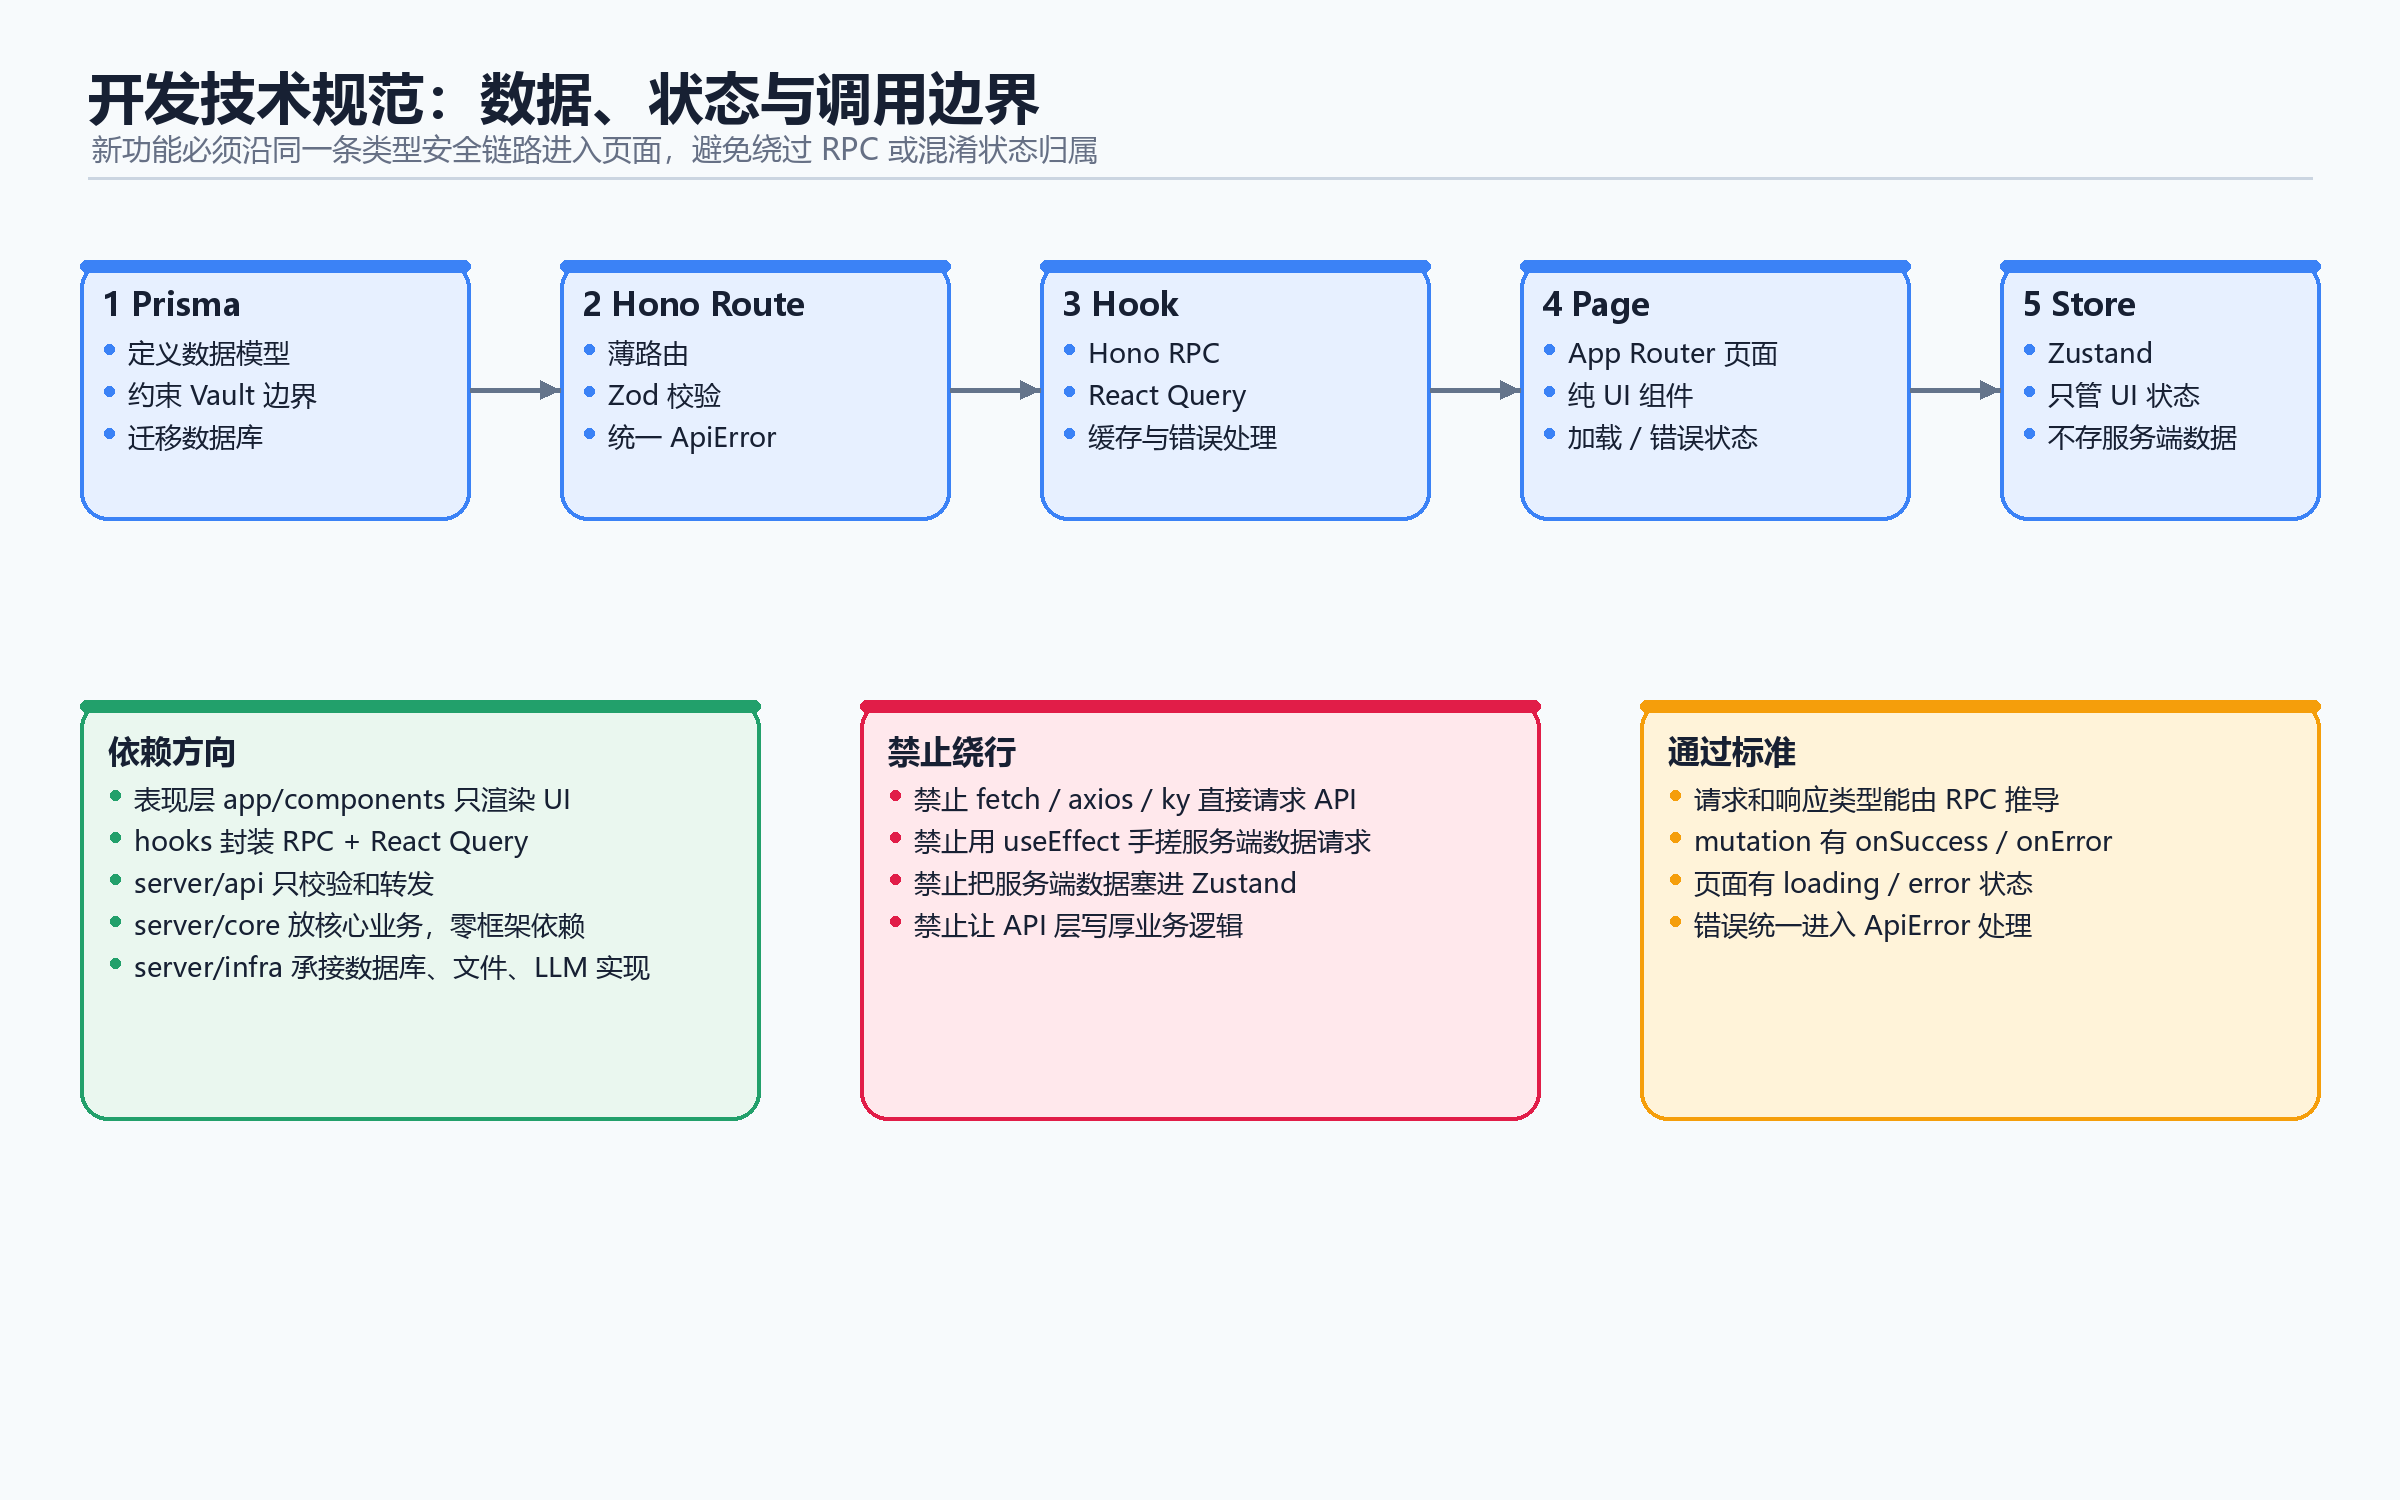 开发技术规范：数据、状态与调用边界
新功能必须沿同一条类型安全链路进入页面，避免绕过 RPC 或混淆状态归属
1 Prisma
定义数据模型
约束 Vault 边界
迁移数据库
2 Hono Route
薄路由
Zod 校验
统一 ApiError
3 Hook
Hono RPC
React Query
缓存与错误处理
4 Page
App Router 页面
纯 UI 组件
加载 / 错误状态
5 Store
Zustand
只管 UI 状态
不存服务端数据
依赖方向
表现层 app/components 只渲染 UI
hooks 封装 RPC + React Query
server/api 只校验和转发
server/core 放核心业务，零框架依赖
server/infra 承接数据库、文件、LLM 实现
禁止绕行
禁止 fetch / axios / ky 直接请求 API
禁止用 useEffect 手搓服务端数据请求
禁止把服务端数据塞进 Zustand
禁止让 API 层写厚业务逻辑
通过标准
请求和响应类型能由 RPC 推导
mutation 有 onSuccess / onError
页面有 loading / error 状态
错误统一进入 ApiError 处理